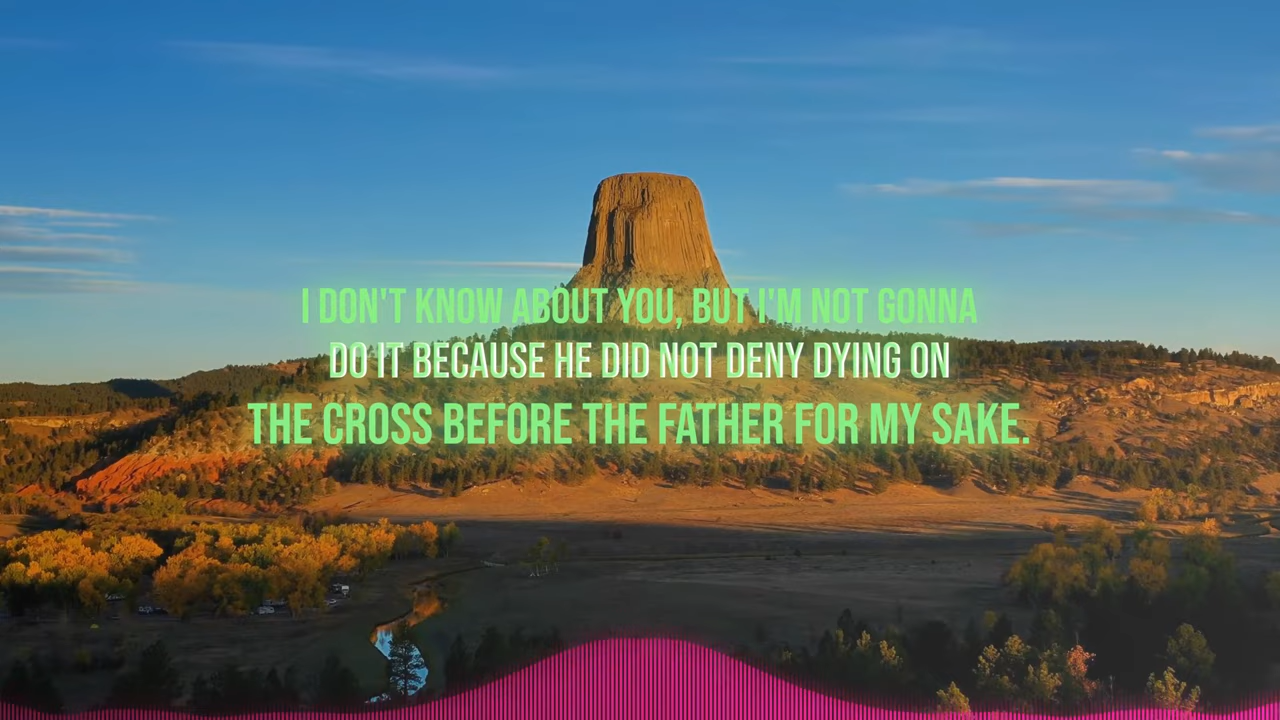 I DON'T KNOW ABOUT YOU, BUT I'M NOT GONNA
DO IT BECAUSE HE DID NOT DENY DYING ON
THE CROSS BEFORE THE FATHER FOR MY SAKE.